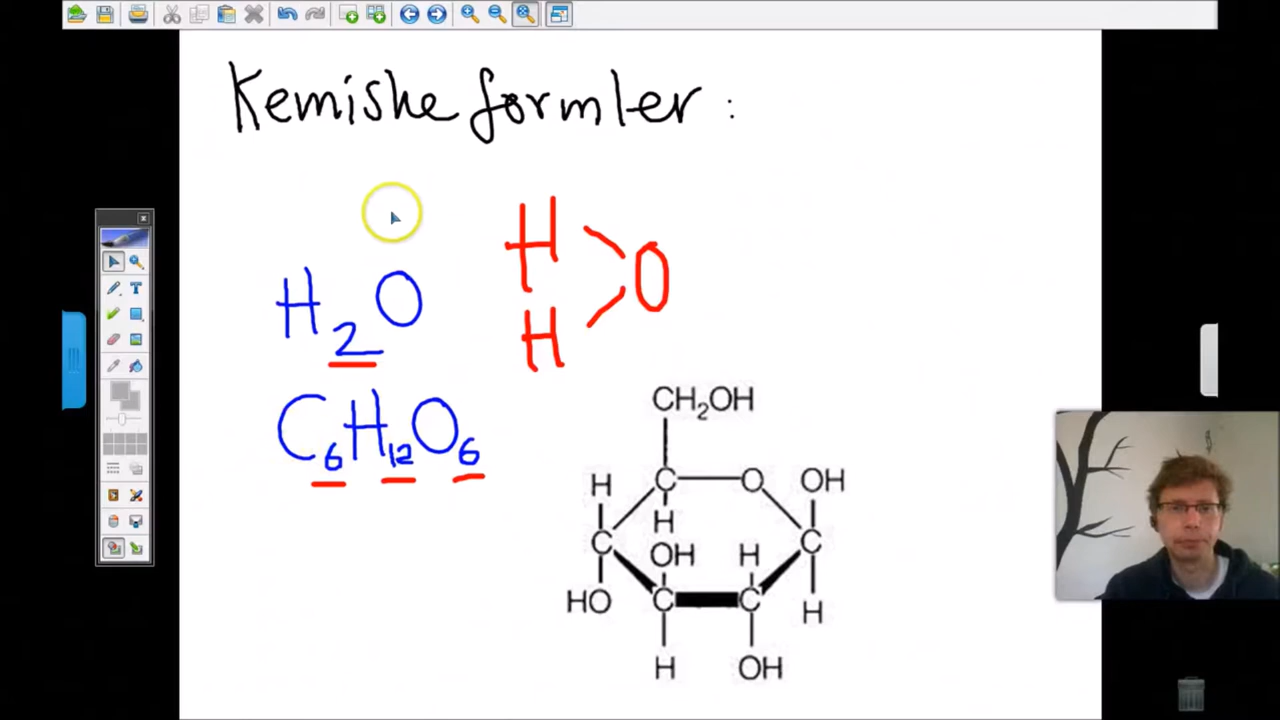 Kemiske formler :
H2O
H H O
C6H12O6
CH2OH
H C O OH
H
C OH H C
HO C C H
H OH